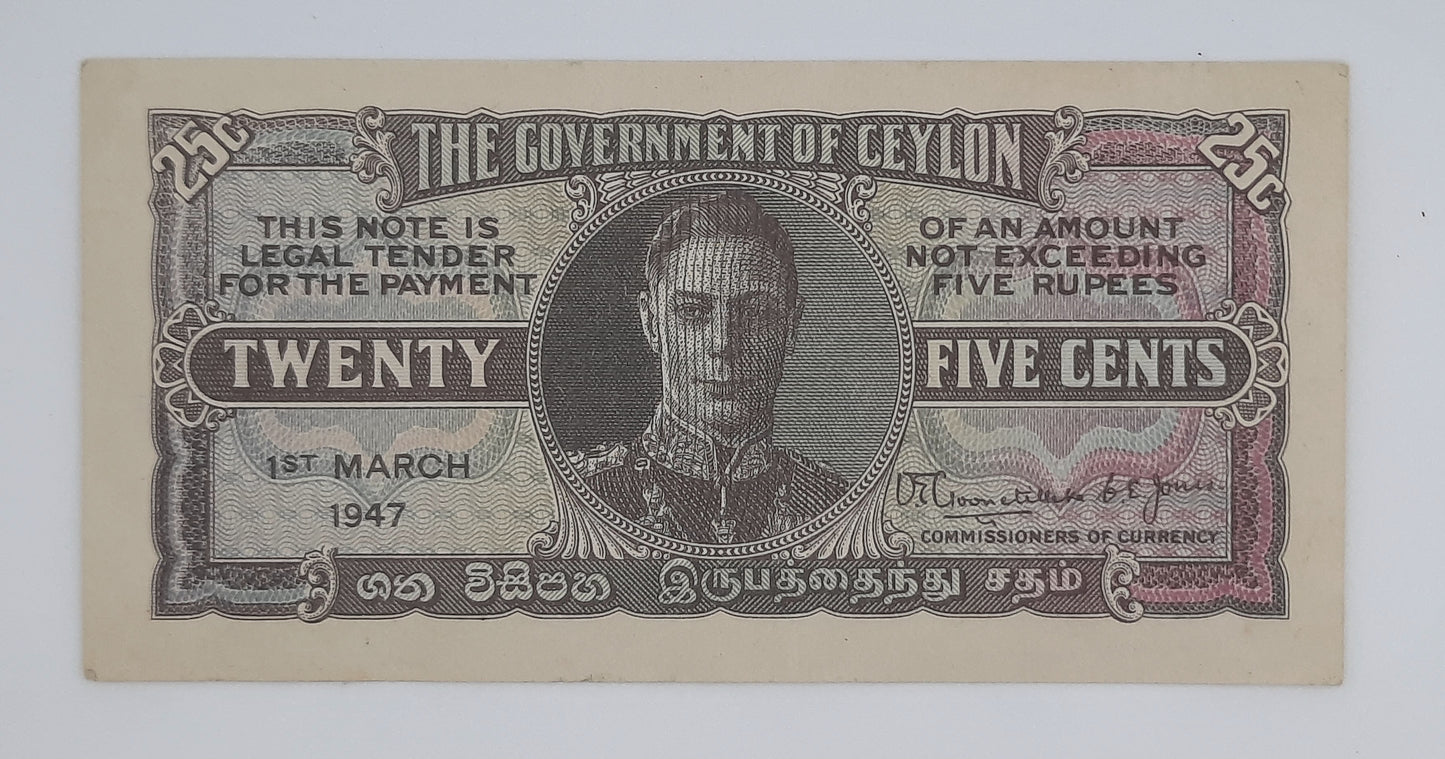 25c
THE GOVERNMENT OF CEYLON
25c
THIS NOTE IS
LEGAL TENDER
FOR THE PAYMENT
OF AN AMOUNT
NOT EXCEEDING
FIVE RUPEES
TWENTY FIVE CENTS
1ST MARCH
1947
C E Jones
COMMISSIONERS OF CURRENCY
ශත විසිපහ இருபத்தைந்து சதம்